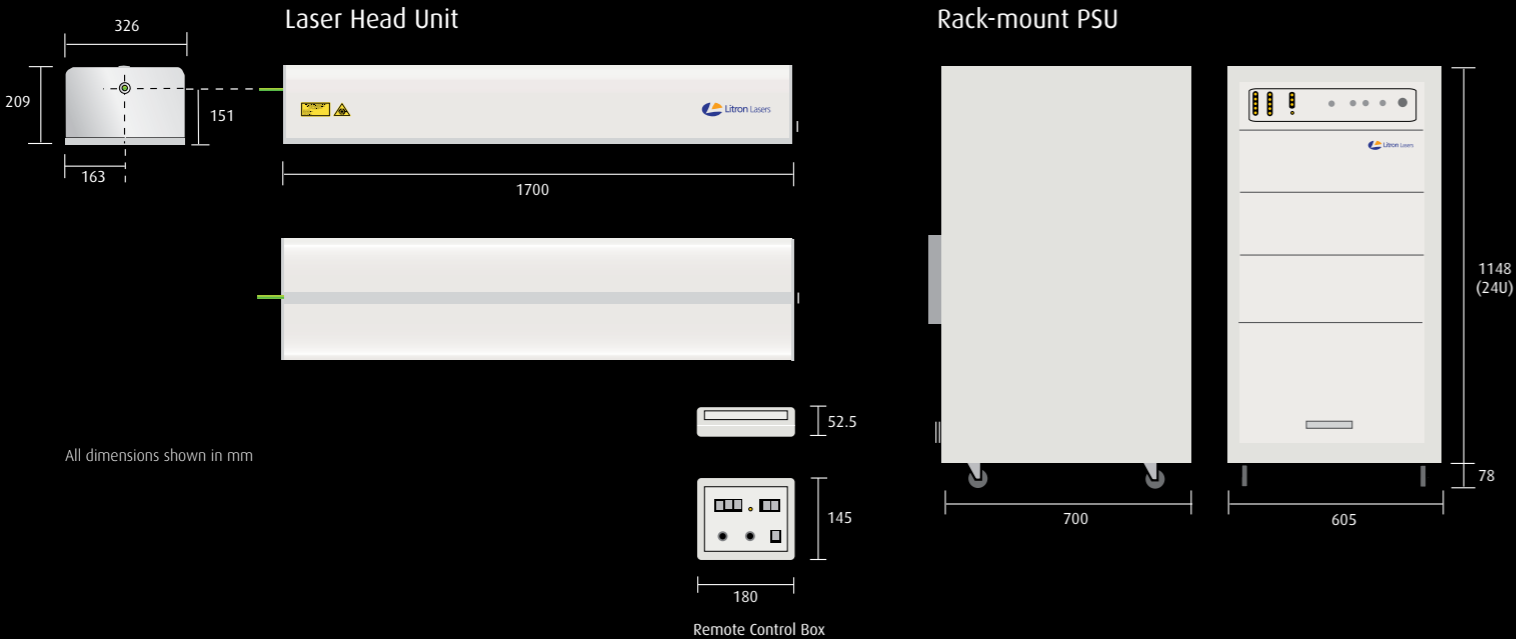 Laser Head Unit
Rack-mount PSU
326
209
151
163
Litron Lasers
1700
Litron Lasers
1148
(24U)
78
700
605
52.5
145
180
Remote Control Box
All dimensions shown in mm